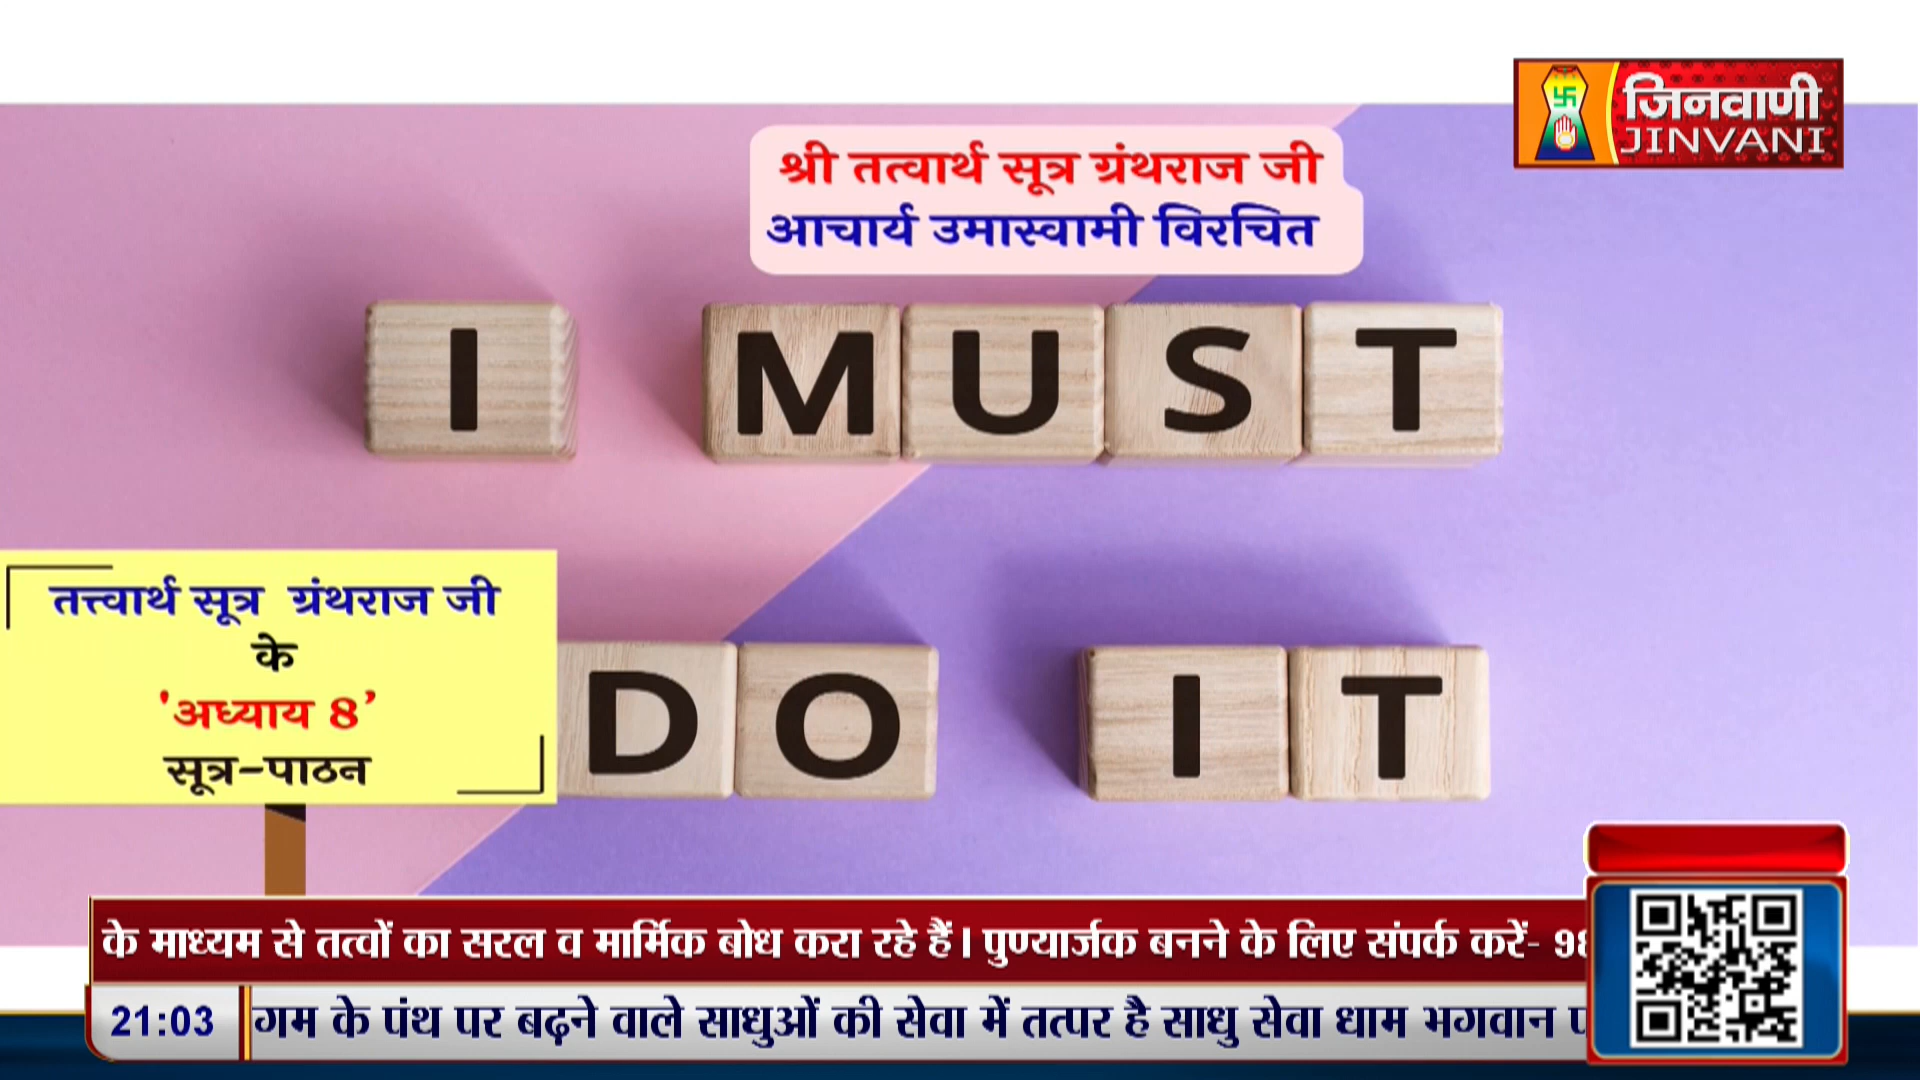 जिनवाणी
JINVANI
श्री तत्वार्थ सूत्र ग्रंथराज जी
आचार्य उमास्वामी विरचित
I MUST
DO IT
तत्त्वार्थ सूत्र ग्रंथराज जी
के
'अध्याय 8’
सूत्र-पाठन
के माध्यम से तत्वों का सरल व मार्मिक बोध करा रहे हैं। पुण्यार्जक बनने के लिए संपर्क करें- 98
21:03
गम के पंथ पर बढ़ने वाले साधुओं की सेवा में तत्पर है साधु सेवा धाम भगवान